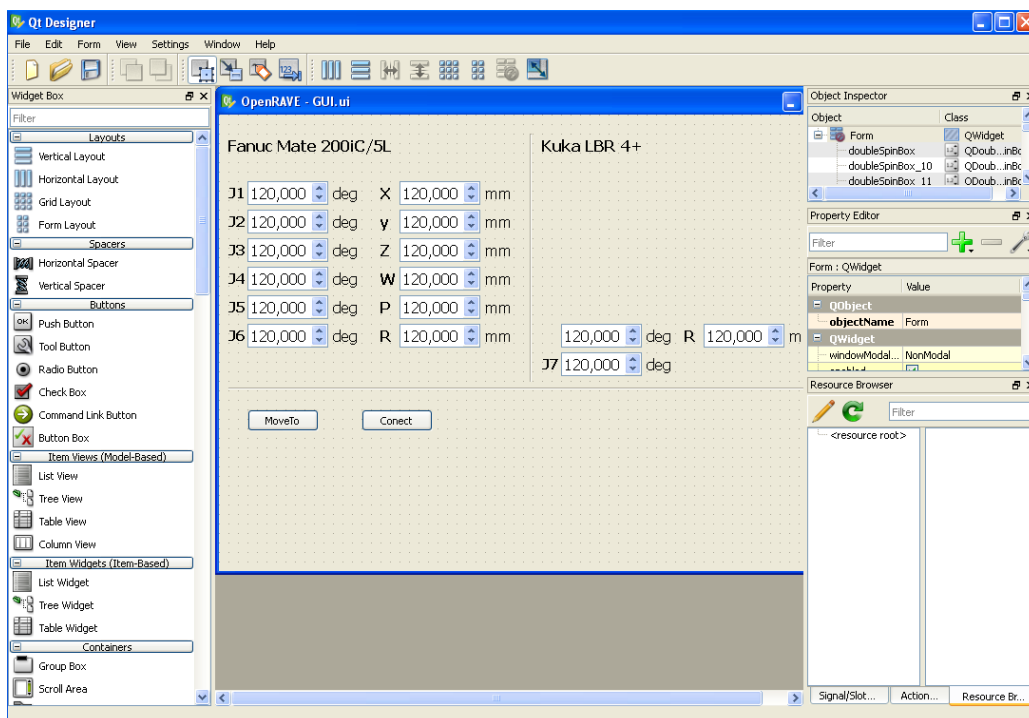 Qt Designer
File Edit Form View Settings Window Help
Widget Box
Filter
Layouts
Vertical Layout
Horizontal Layout
Grid Layout
Form Layout
Spacers
Horizontal Spacer
Vertical Spacer
Buttons
OK Push Button
Tool Button
Radio Button
Check Box
Command Link Button
Button Box
Item Views (Model-Based)
List View
Tree View
Table View
Column View
Item Widgets (Item-Based)
List Widget
Tree Widget
Table Widget
Containers
Group Box
Scroll Area
OpenRAVE - GUI.ui
Fanuc Mate 200iC/5L Kuka LBR 4+
J1 120,000 deg X 120,000 mm
J2 120,000 deg y 120,000 mm
J3 120,000 deg Z 120,000 mm
J4 120,000 deg W 120,000 mm
J5 120,000 deg P 120,000 mm
J6 120,000 deg R 120,000 mm 120,000 deg R 120,000 m
J7 120,000 deg
MoveTo Conect
Object Inspector
Object Class
Form QWidget
doubleSpinBox QDoub...inBo
doubleSpinBox_10 QDoub...inBo
doubleSpinBox_11 QDoub...inBo
Property Editor
Filter
Form : QWidget
Property Value
QObject
objectName Form
QWidget
windowModal... NonModal
enabled
Resource Browser
Filter
<resource root>
Signal/Slot... Action... Resource Br...